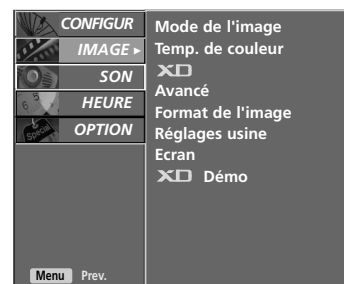 CONFIGUR
IMAGE ►
SON
HEURE
OPTION
Menu Prev.
Mode de l'image
Temp. de couleur
XD
Avancé
Format de l'image
Réglages usine
Ecran
XD Démo